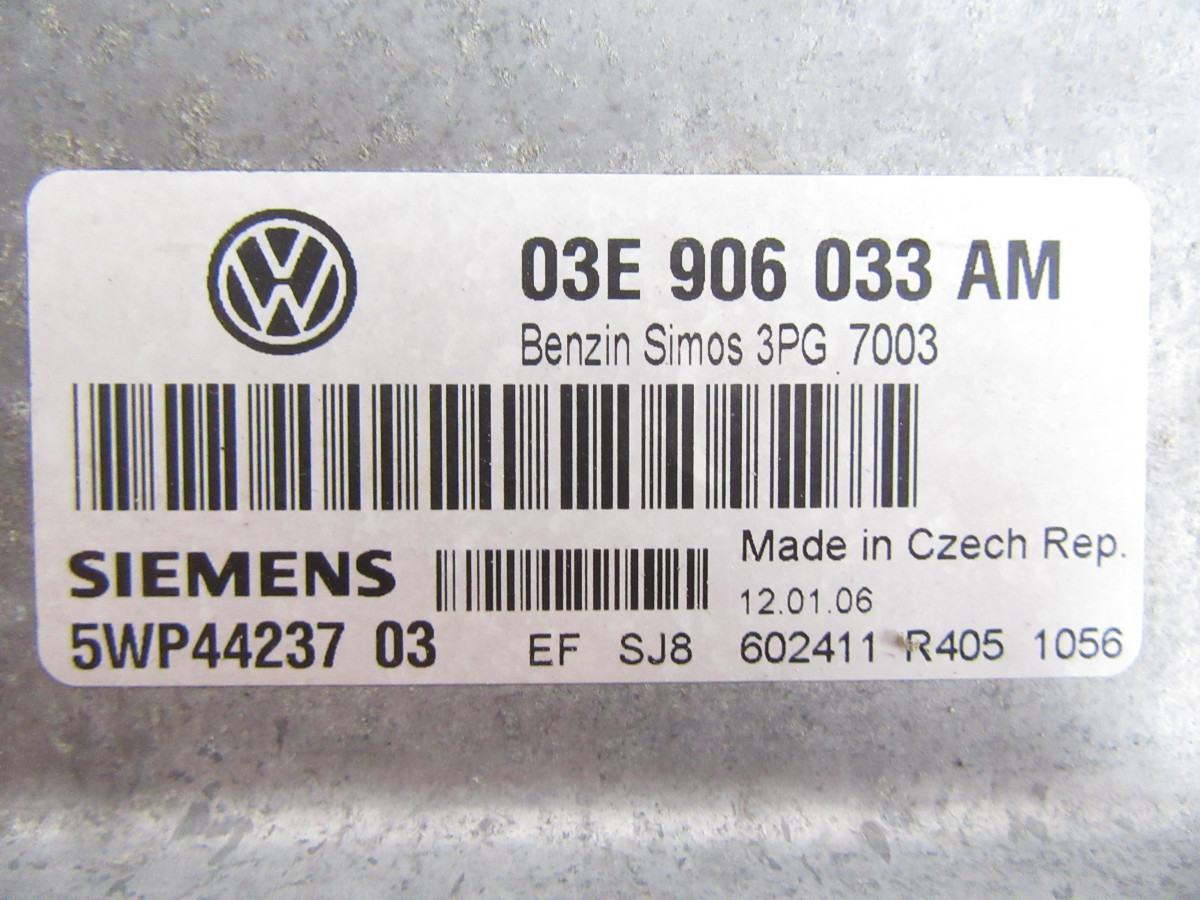 03E 906 033 AM
Benzin Simos 3PG 7003
SIEMENS
Made in Czech Rep.
12.01.06
5WP44237 03 EF SJ8 602411 R405 1056